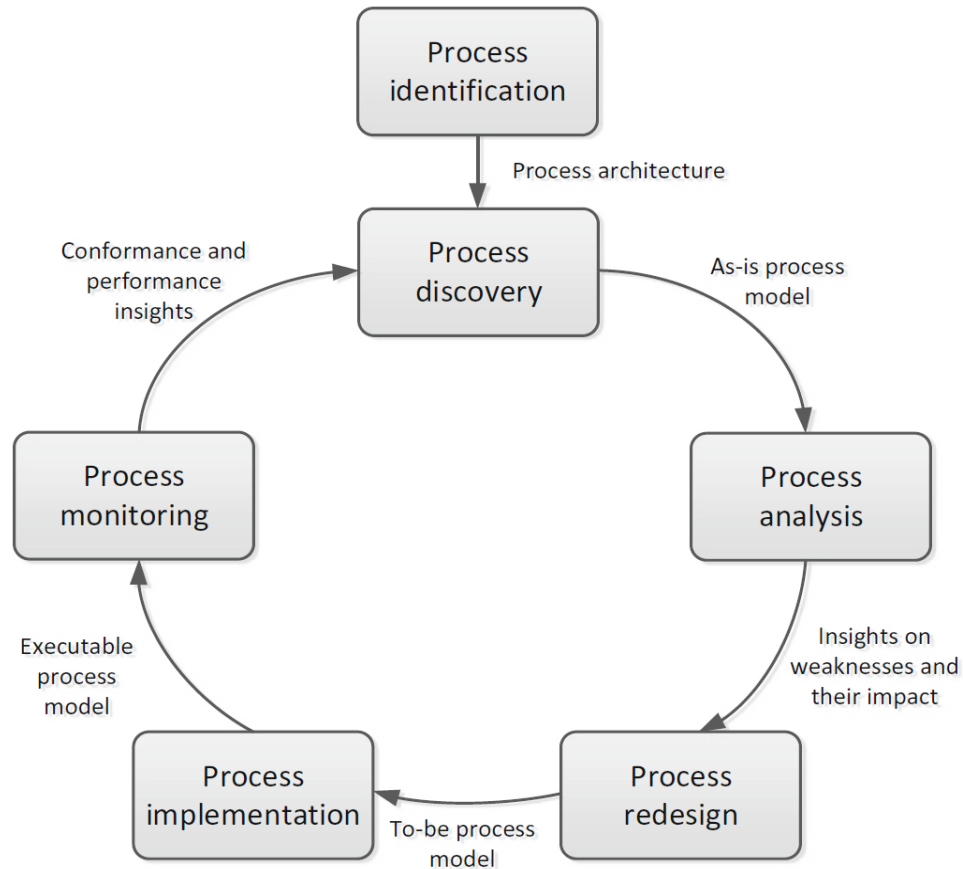 Process
identification
Process architecture
Process
discovery
As-is process
model
Process
analysis
Insights on
weaknesses and
their impact
Process
redesign
To-be process
model
Process
implementation
Executable
process
model
Process
monitoring
Conformance and
performance
insights